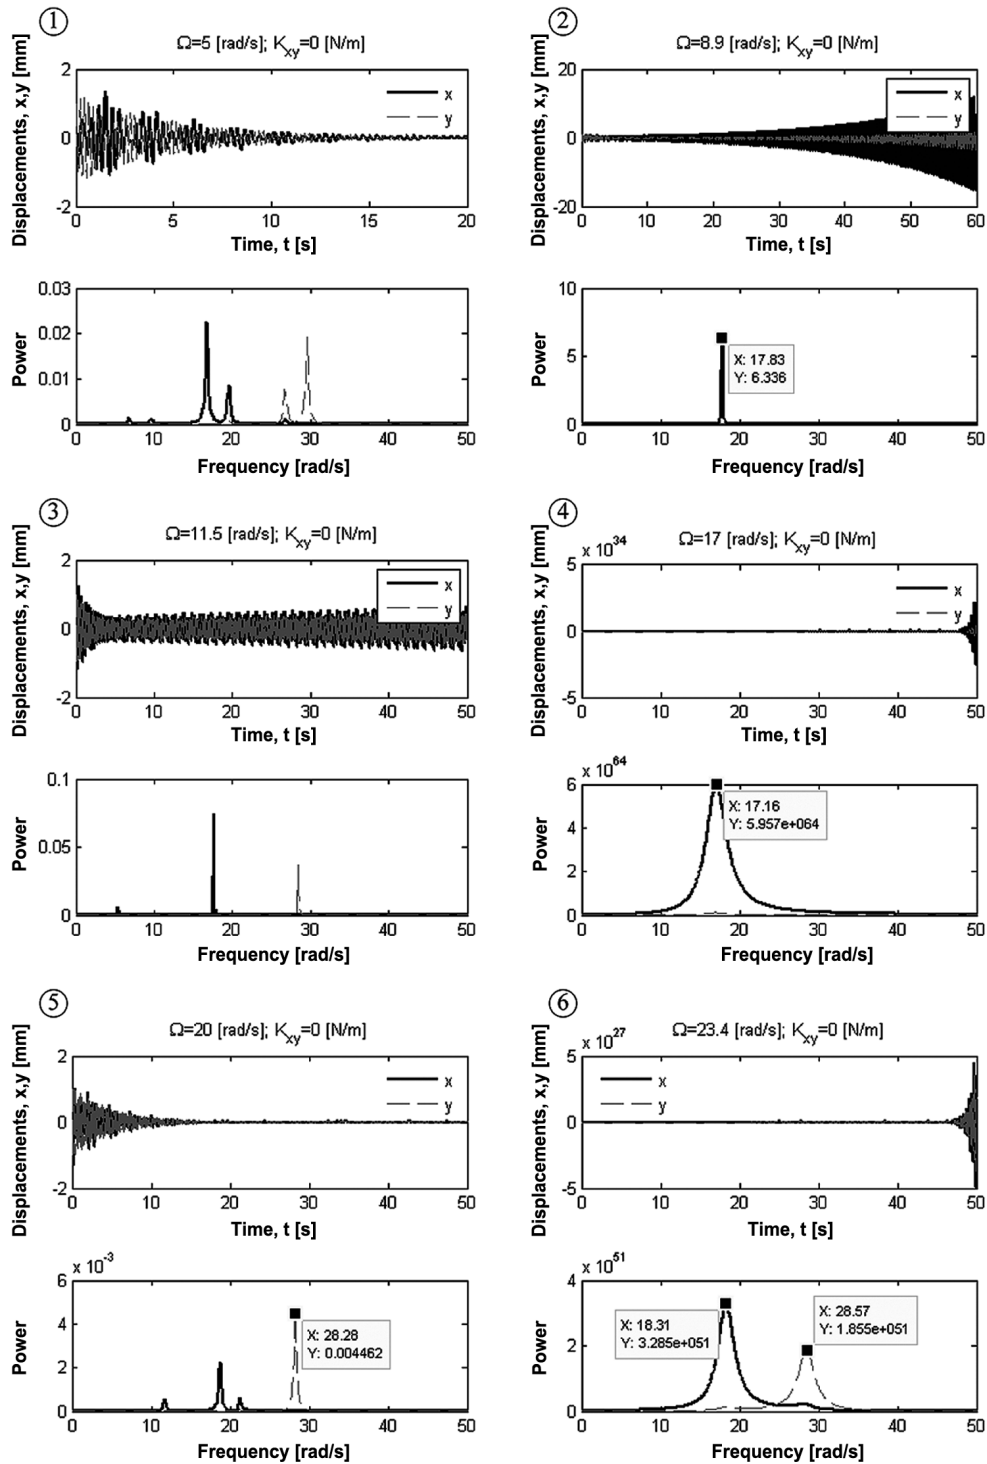 ①
Ω=5 [rad/s]; Kxy=0 [N/m]
Displacements, x,y [mm]
2
0
-2
x
y
0 5 10 15 20
Time, t [s]
0.03
0.02
0.01
0
Power
0 10 20 30 40 50
Frequency [rad/s]
②
Ω=8.9 [rad/s]; Kxy=0 [N/m]
Displacements, x,y [mm]
20
0
-20
x
y
0 10 20 30 40 50 60
Time, t [s]
10
5
0
Power
X: 17.83
Y: 6.336
0 10 20 30 40 50
Frequency [rad/s]
③
Ω=11.5 [rad/s]; Kxy=0 [N/m]
Displacements, x,y [mm]
2
0
-2
x
y
0 10 20 30 40 50
Time, t [s]
0.1
0.05
0
Power
0 10 20 30 40 50
Frequency [rad/s]
④
x 10^34
Ω=17 [rad/s]; Kxy=0 [N/m]
Displacements, x,y [mm]
5
0
-5
x
y
0 10 20 30 40 50
Time, t [s]
x 10^64
6
4
2
0
Power
X: 17.16
Y: 5.957e+064
0 10 20 30 40 50
Frequency [rad/s]
⑤
Ω=20 [rad/s]; Kxy=0 [N/m]
Displacements, x,y [mm]
2
0
-2
x
y
0 10 20 30 40 50
Time, t [s]
x 10^-3
6
4
2
0
Power
X: 28.28
Y: 0.004462
0 10 20 30 40 50
Frequency [rad/s]
⑥
x 10^27
Ω=23.4 [rad/s]; Kxy=0 [N/m]
Displacements, x,y [mm]
5
0
-5
x
y
0 10 20 30 40 50
Time, t [s]
x 10^51
4
2
0
Power
X: 18.31
Y: 3.285e+051
X: 28.57
Y: 1.855e+051
0 10 20 30 40 50
Frequency [rad/s]